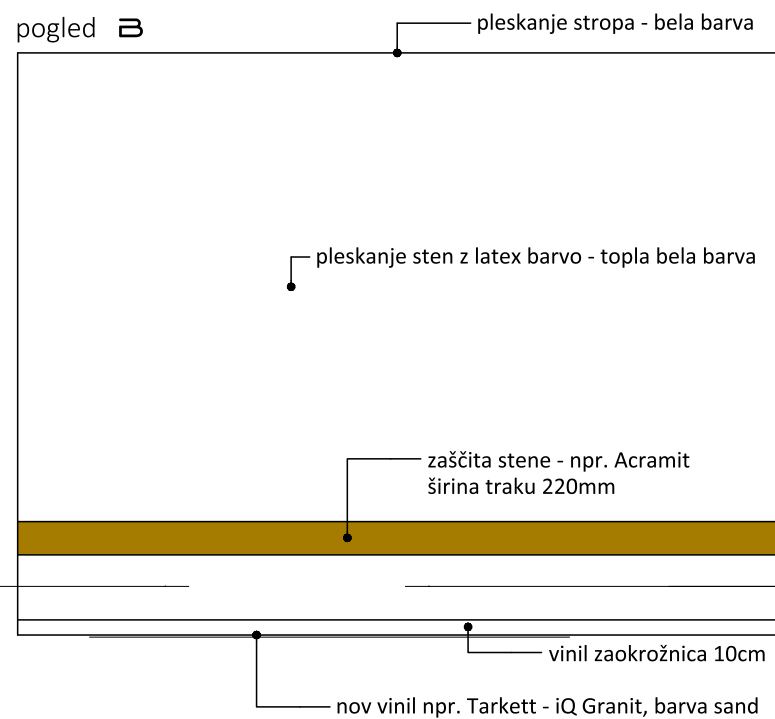 pogled B
pleskanje stropa - bela barva
pleskanje sten z latex barvo - topla bela barva
zaščita stene - npr. Acramit
širina traku 220mm
vinil zaokrožnica 10cm
nov vinil npr. Tarkett - iQ Granit, barva sand